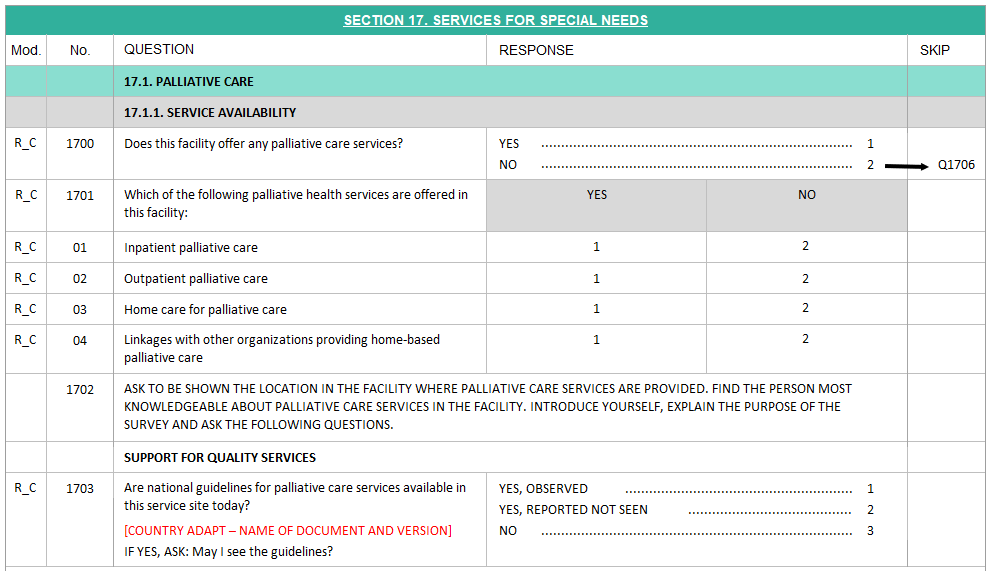 SECTION 17. SERVICES FOR SPECIAL NEEDS
Mod. No. QUESTION RESPONSE SKIP
17.1. PALLIATIVE CARE
17.1.1. SERVICE AVAILABILITY
R_C 1700 Does this facility offer any palliative care services? YES 1
NO 2 Q1706
R_C 1701 Which of the following palliative health services are offered in YES NO
this facility:
R_C 01 Inpatient palliative care 1 2
R_C 02 Outpatient palliative care 1 2
R_C 03 Home care for palliative care 1 2
R_C 04 Linkages with other organizations providing home-based 1 2
palliative care
1702 ASK TO BE SHOWN THE LOCATION IN THE FACILITY WHERE PALLIATIVE CARE SERVICES ARE PROVIDED. FIND THE PERSON MOST
KNOWLEDGEABLE ABOUT PALLIATIVE CARE SERVICES IN THE FACILITY. INTRODUCE YOURSELF, EXPLAIN THE PURPOSE OF THE
SURVEY AND ASK THE FOLLOWING QUESTIONS.
SUPPORT FOR QUALITY SERVICES
R_C 1703 Are national guidelines for palliative care services available in YES, OBSERVED 1
this service site today? YES, REPORTED NOT SEEN 2
[COUNTRY ADAPT – NAME OF DOCUMENT AND VERSION] NO 3
IF YES, ASK: May I see the guidelines?